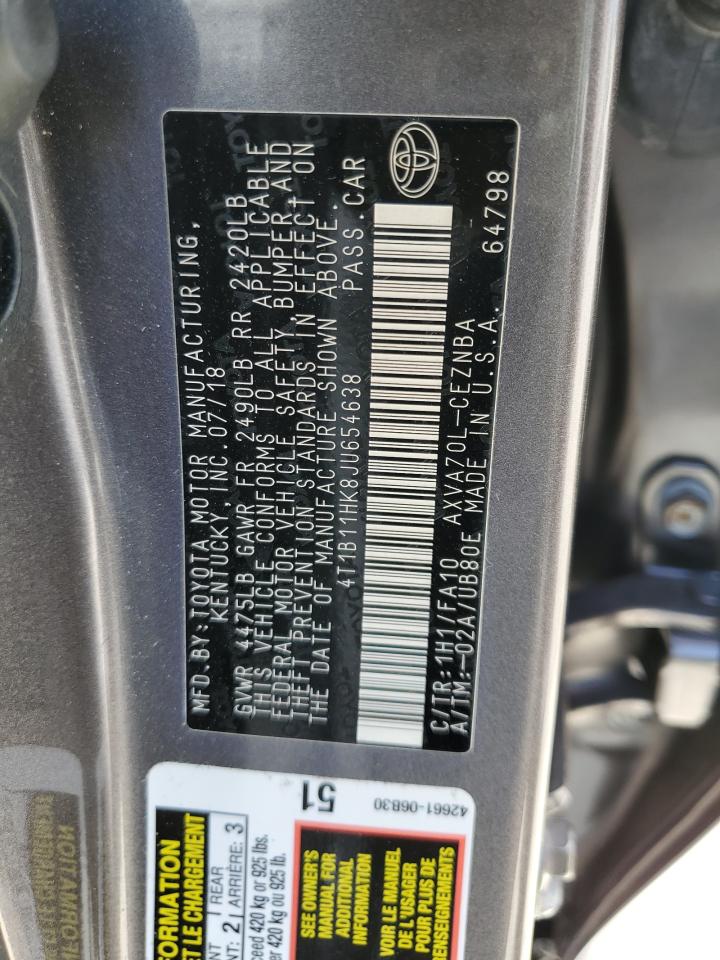 MFD.BY:TOYOTA MOTOR MANUFACTURING,
KENTUCKY, INC. 07/18
GVWR 4475LB GAWR FR 2490LB RR 2420LB
THIS VEHICLE CONFORMS TO ALL APPLICABLE
FEDERAL MOTOR VEHICLE SAFETY, BUMPER, AND
THEFT PREVENTION STANDARDS IN EFFECT ON
THE DATE OF MANUFACTURE SHOWN ABOVE.
4T1B11HK8JU654638 PASS.CAR
C/TR:1H1/FA10 AXVA70L-CEZNBA
A/TM:-02A/UB80E MADE IN U.S.A. 64798
51
42661-06B30
ET LE CHARGEMENT
2 REAR
ARRIÈRE: 3
420 kg or 925 lbs.
420 kg ou 925 lb.
SEE OWNER'S
MANUAL FOR
ADDITIONAL
INFORMATION
VOIR LE MANUEL
DE L'USAGER
POUR PLUS DE
RENSEIGNEMENTS